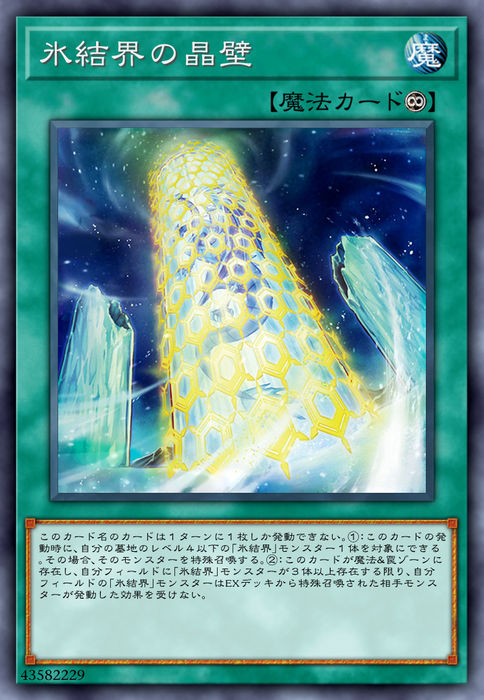 氷結界の晶壁
魔
【魔法カード】
このカード名のカードは１ターンに１枚しか発動できない。①:このカードの発
動時に、自分の墓地のレベル４以下の「氷結界」モンスター１体を対象にできる
。その場合、そのモンスターを特殊召喚する。②:このカードが魔法&罠ゾーンに
存在し、自分フィールドに「氷結界」モンスターが３体以上存在する限り、自分
フィールドの「氷結界」モンスターはEXデッキから特殊召喚された相手モンス
ターが発動した効果を受けない。
43582229